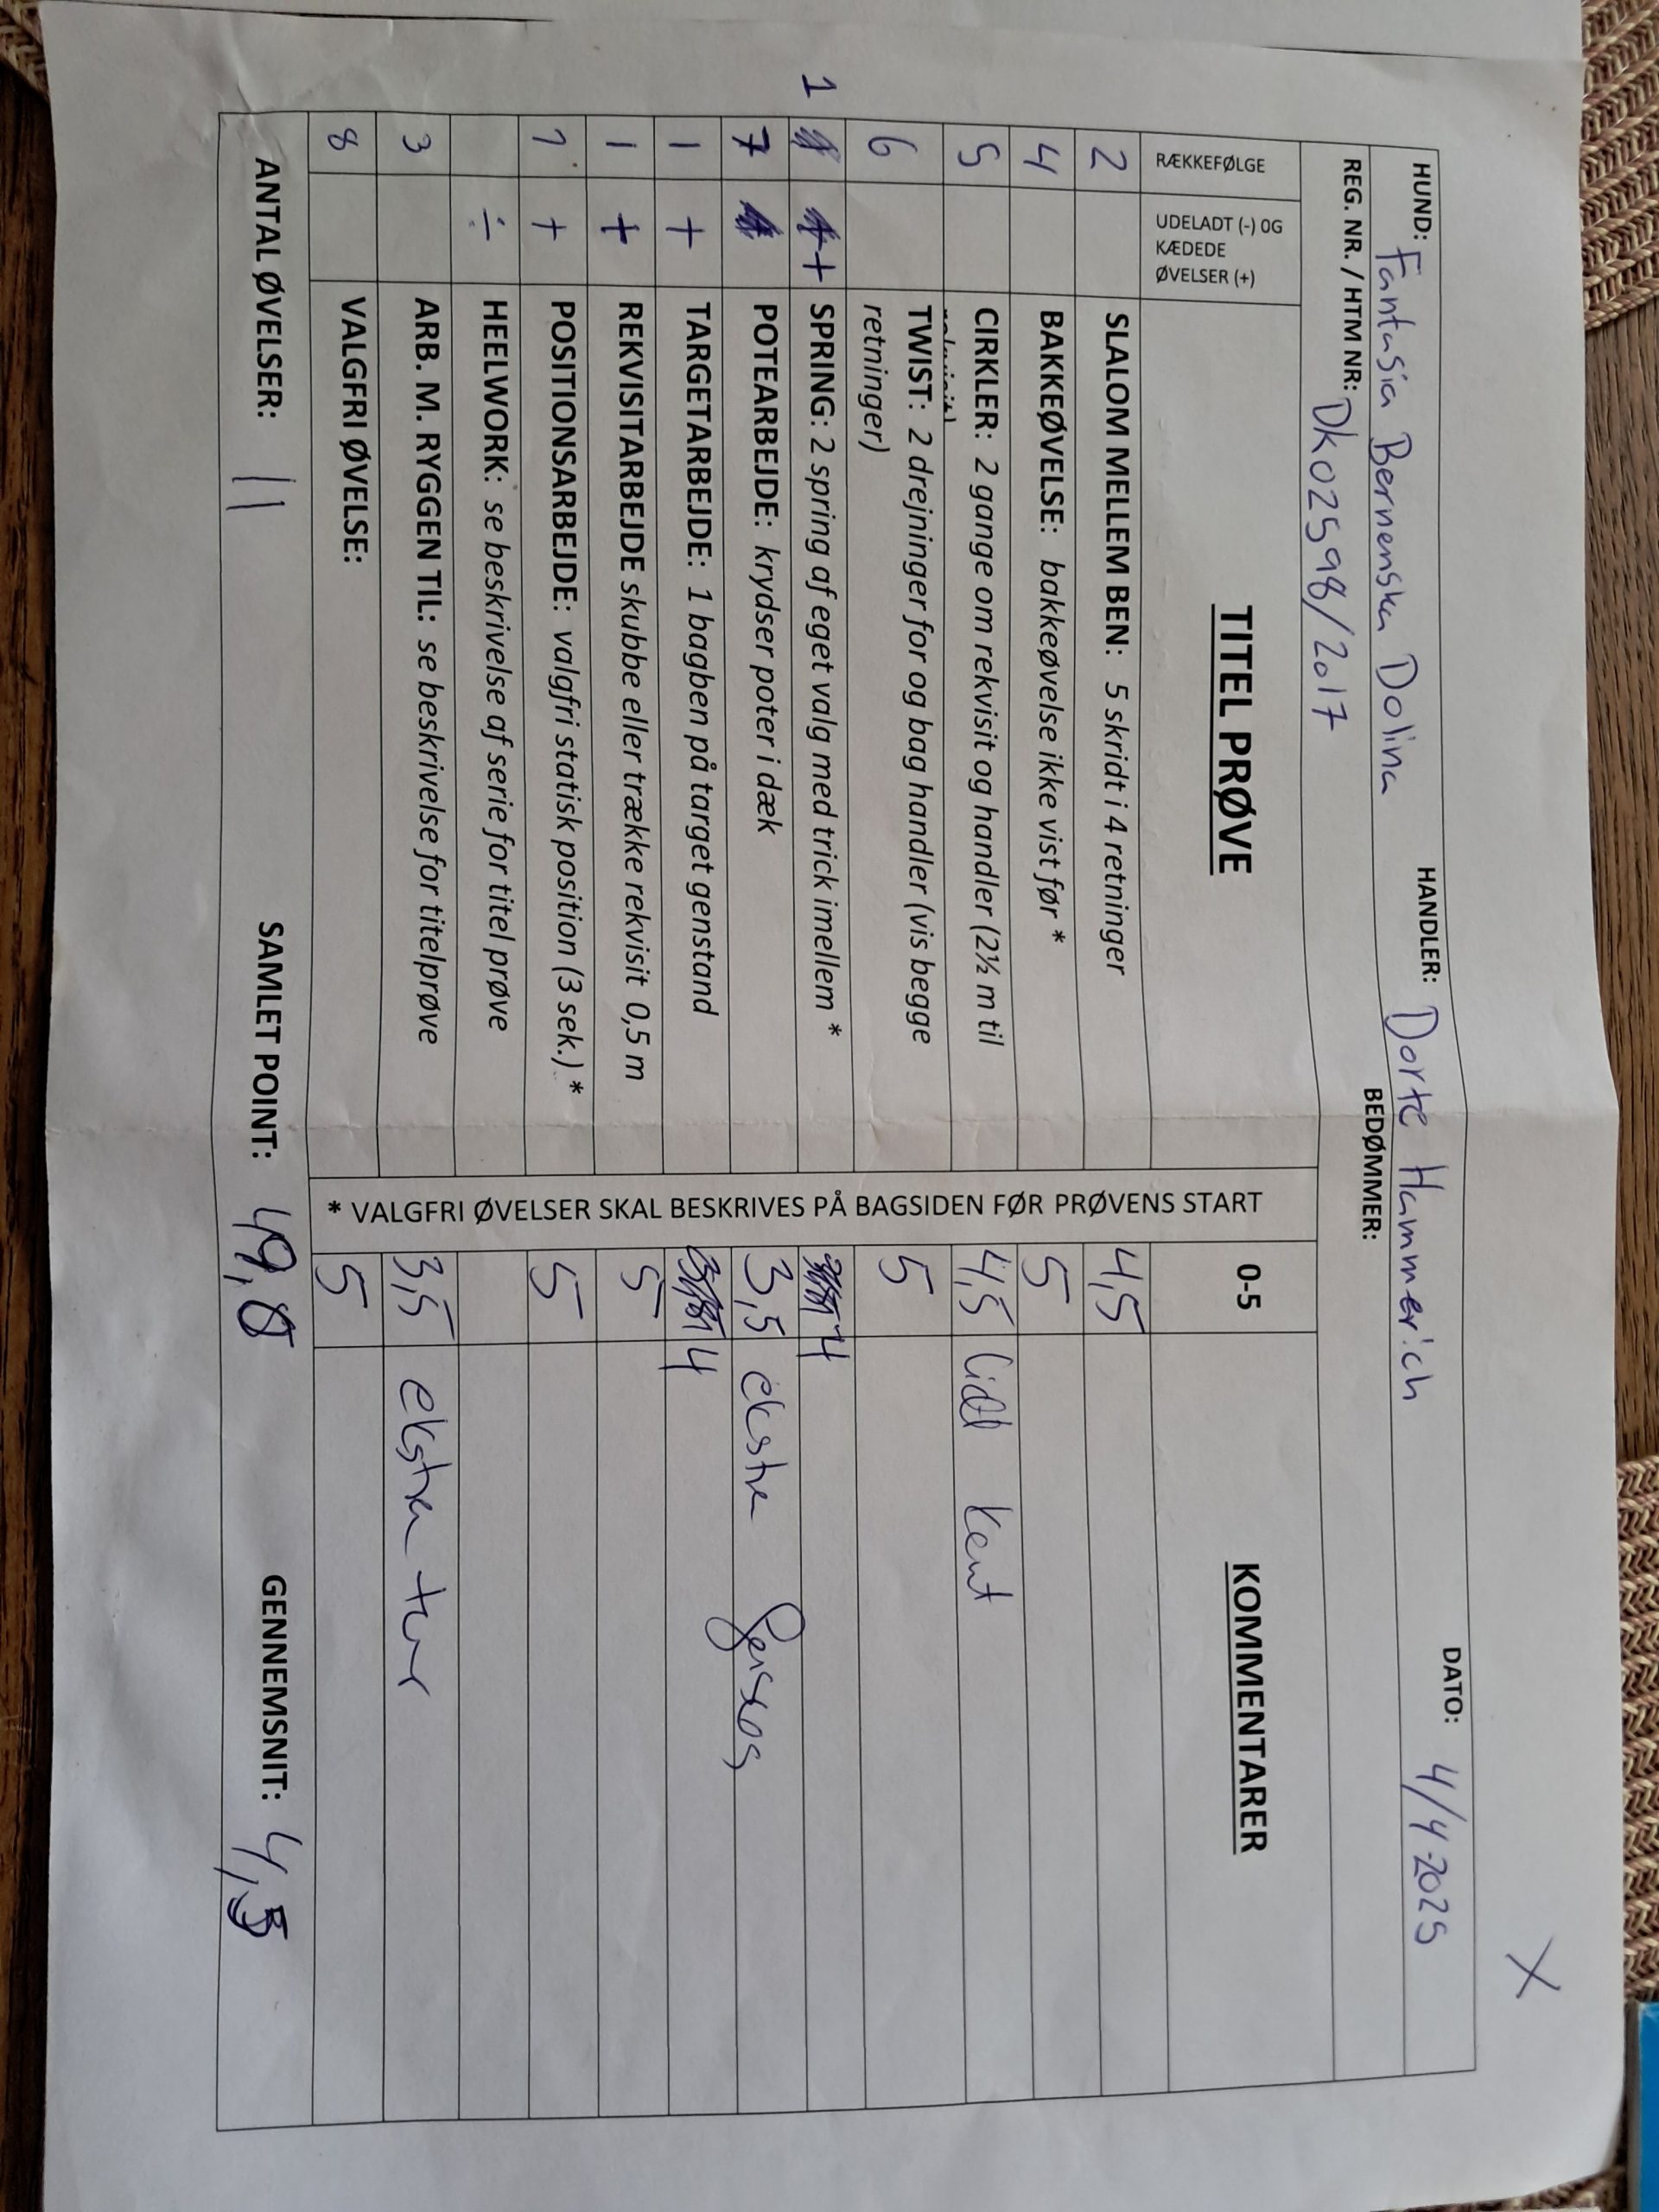 X
HUND: Fantasia Bernenska Dolina HANDLER: Dorte Hammerich DATO: 4/4-2025
REG. NR. / HTM NR: DK02598/2017 BEDØMMER:
RÆKKEFØLGE UDELADT (-) OG KÆDEDE ØVELSER (+) TITEL PRØVE 0-5 KOMMENTARER
* VALGFRI ØVELSER SKAL BESKRIVES PÅ BAGSIDEN FØR PRØVENS START
2 SLALOM MELLEM BEN: 5 skridt i 4 retninger 4,5
4 BAKKEØVELSE: bakkeøvelse ikke vist før * 5
5 CIRKLER: 2 gange om rekvisit og handler (2½ m til 4,5 lidt kent
6 TWIST: 2 drejninger for og bag handler (vis begge 5
retninger)
1 + SPRING: 2 spring af eget valg med trick imellem * 4
7 POTEARBEJDE: krydser poter i dæk 3,5 ekstra
1 + TARGETARBEJDE: 1 bagben på target genstand 4
1 + REKVISITARBEJDE skubbe eller trække rekvisit 0,5 m 5
1 + POSITIONSARBEJDE: valgfri statisk position (3 sek.) * 5
÷ HEELWORK: se beskrivelse af serie for titel prøve
3 ARB. M. RYGGEN TIL: se beskrivelse for titelprøve 3,5 ekstra tur
8 VALGFRI ØVELSE: 5
ANTAL ØVELSER: 11 SAMLET POINT: 49,0 GENNEMSNIT: 4,5